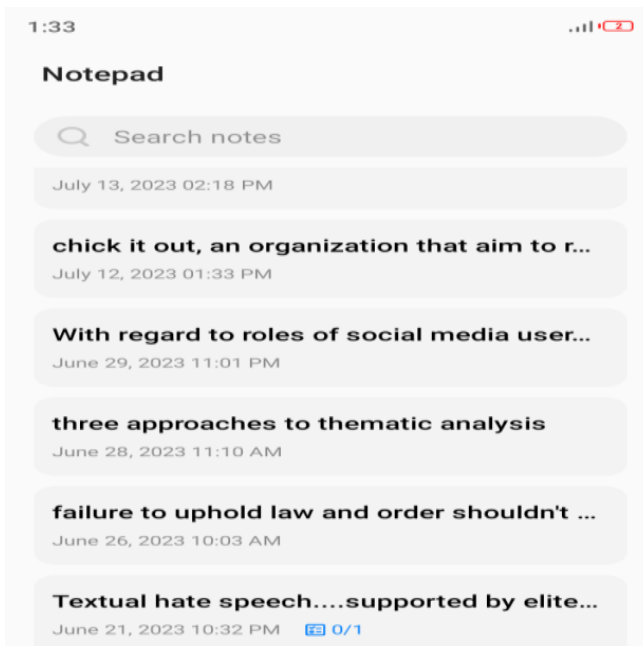 1:33
2
Notepad
Search notes
July 13, 2023 02:18 PM
chick it out, an organization that aim to r...
July 12, 2023 01:33 PM
With regard to roles of social media user...
June 29, 2023 11:01 PM
three approaches to thematic analysis
June 28, 2023 11:10 AM
failure to uphold law and order shouldn't ...
June 26, 2023 10:03 AM
Textual hate speech....supported by elite...
June 21, 2023 10:32 PM 0/1